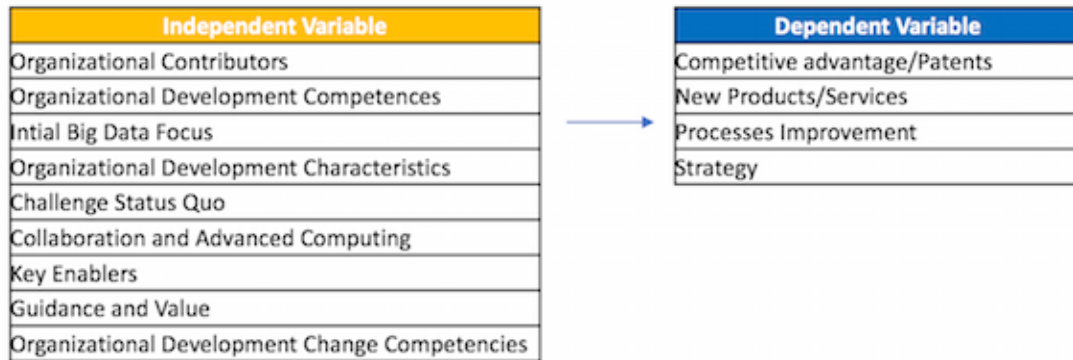 Independent Variable
Organizational Contributors
Organizational Development Competences
Intial Big Data Focus
Organizational Development Characteristics
Challenge Status Quo
Collaboration and Advanced Computing
Key Enablers
Guidance and Value
Organizational Development Change Competencies
Dependent Variable
Competitive advantage/Patents
New Products/Services
Processes Improvement
Strategy